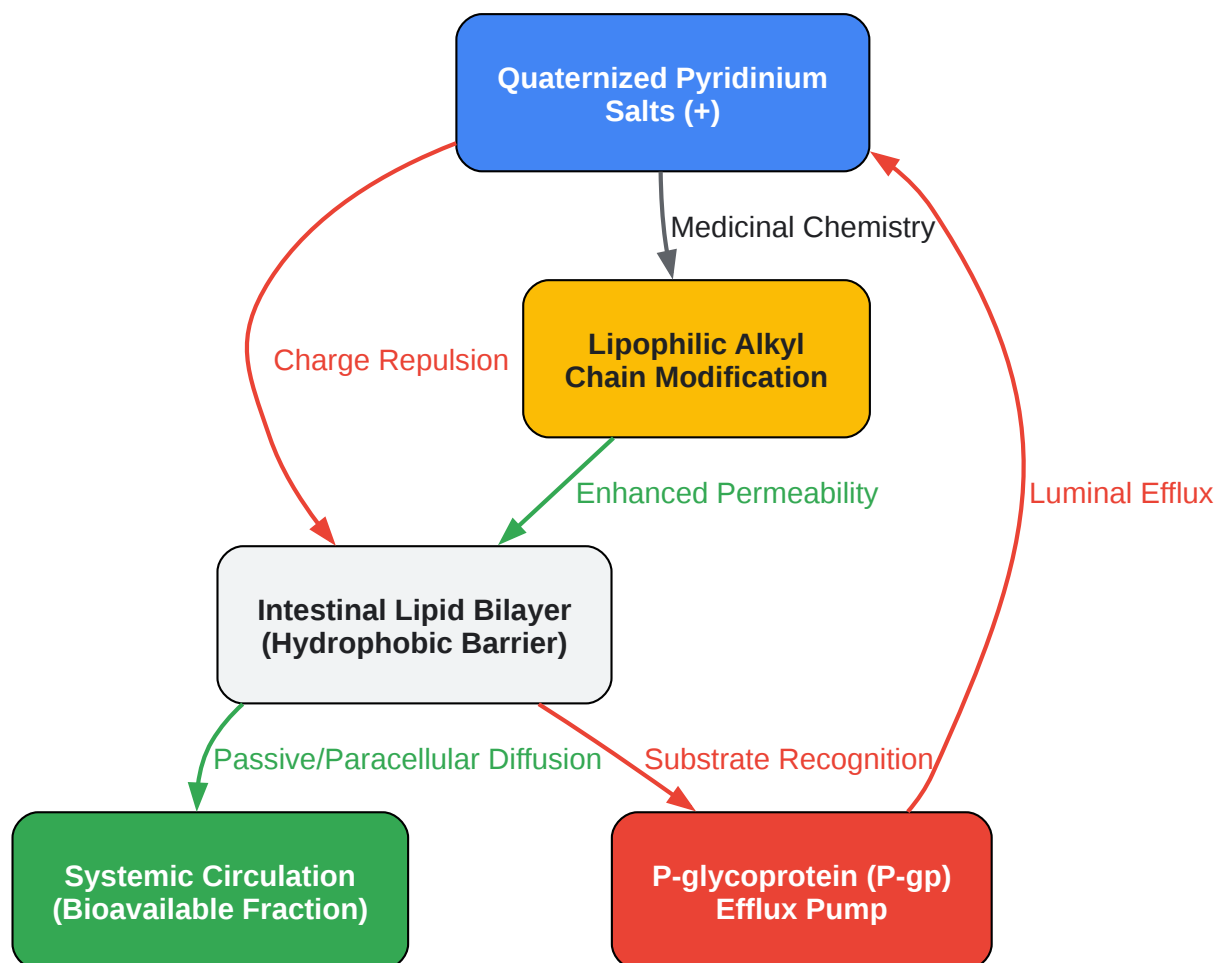 Quaternized Pyridinium
Salts (+)
Medicinal Chemistry
Lipophilic Alkyl
Chain Modification
Charge Repulsion
Enhanced Permeability
Luminal Efflux
Intestinal Lipid Bilayer
(Hydrophobic Barrier)
Passive/Paracellular Diffusion
Substrate Recognition
Systemic Circulation
(Bioavailable Fraction)
P-glycoprotein (P-gp)
Efflux Pump